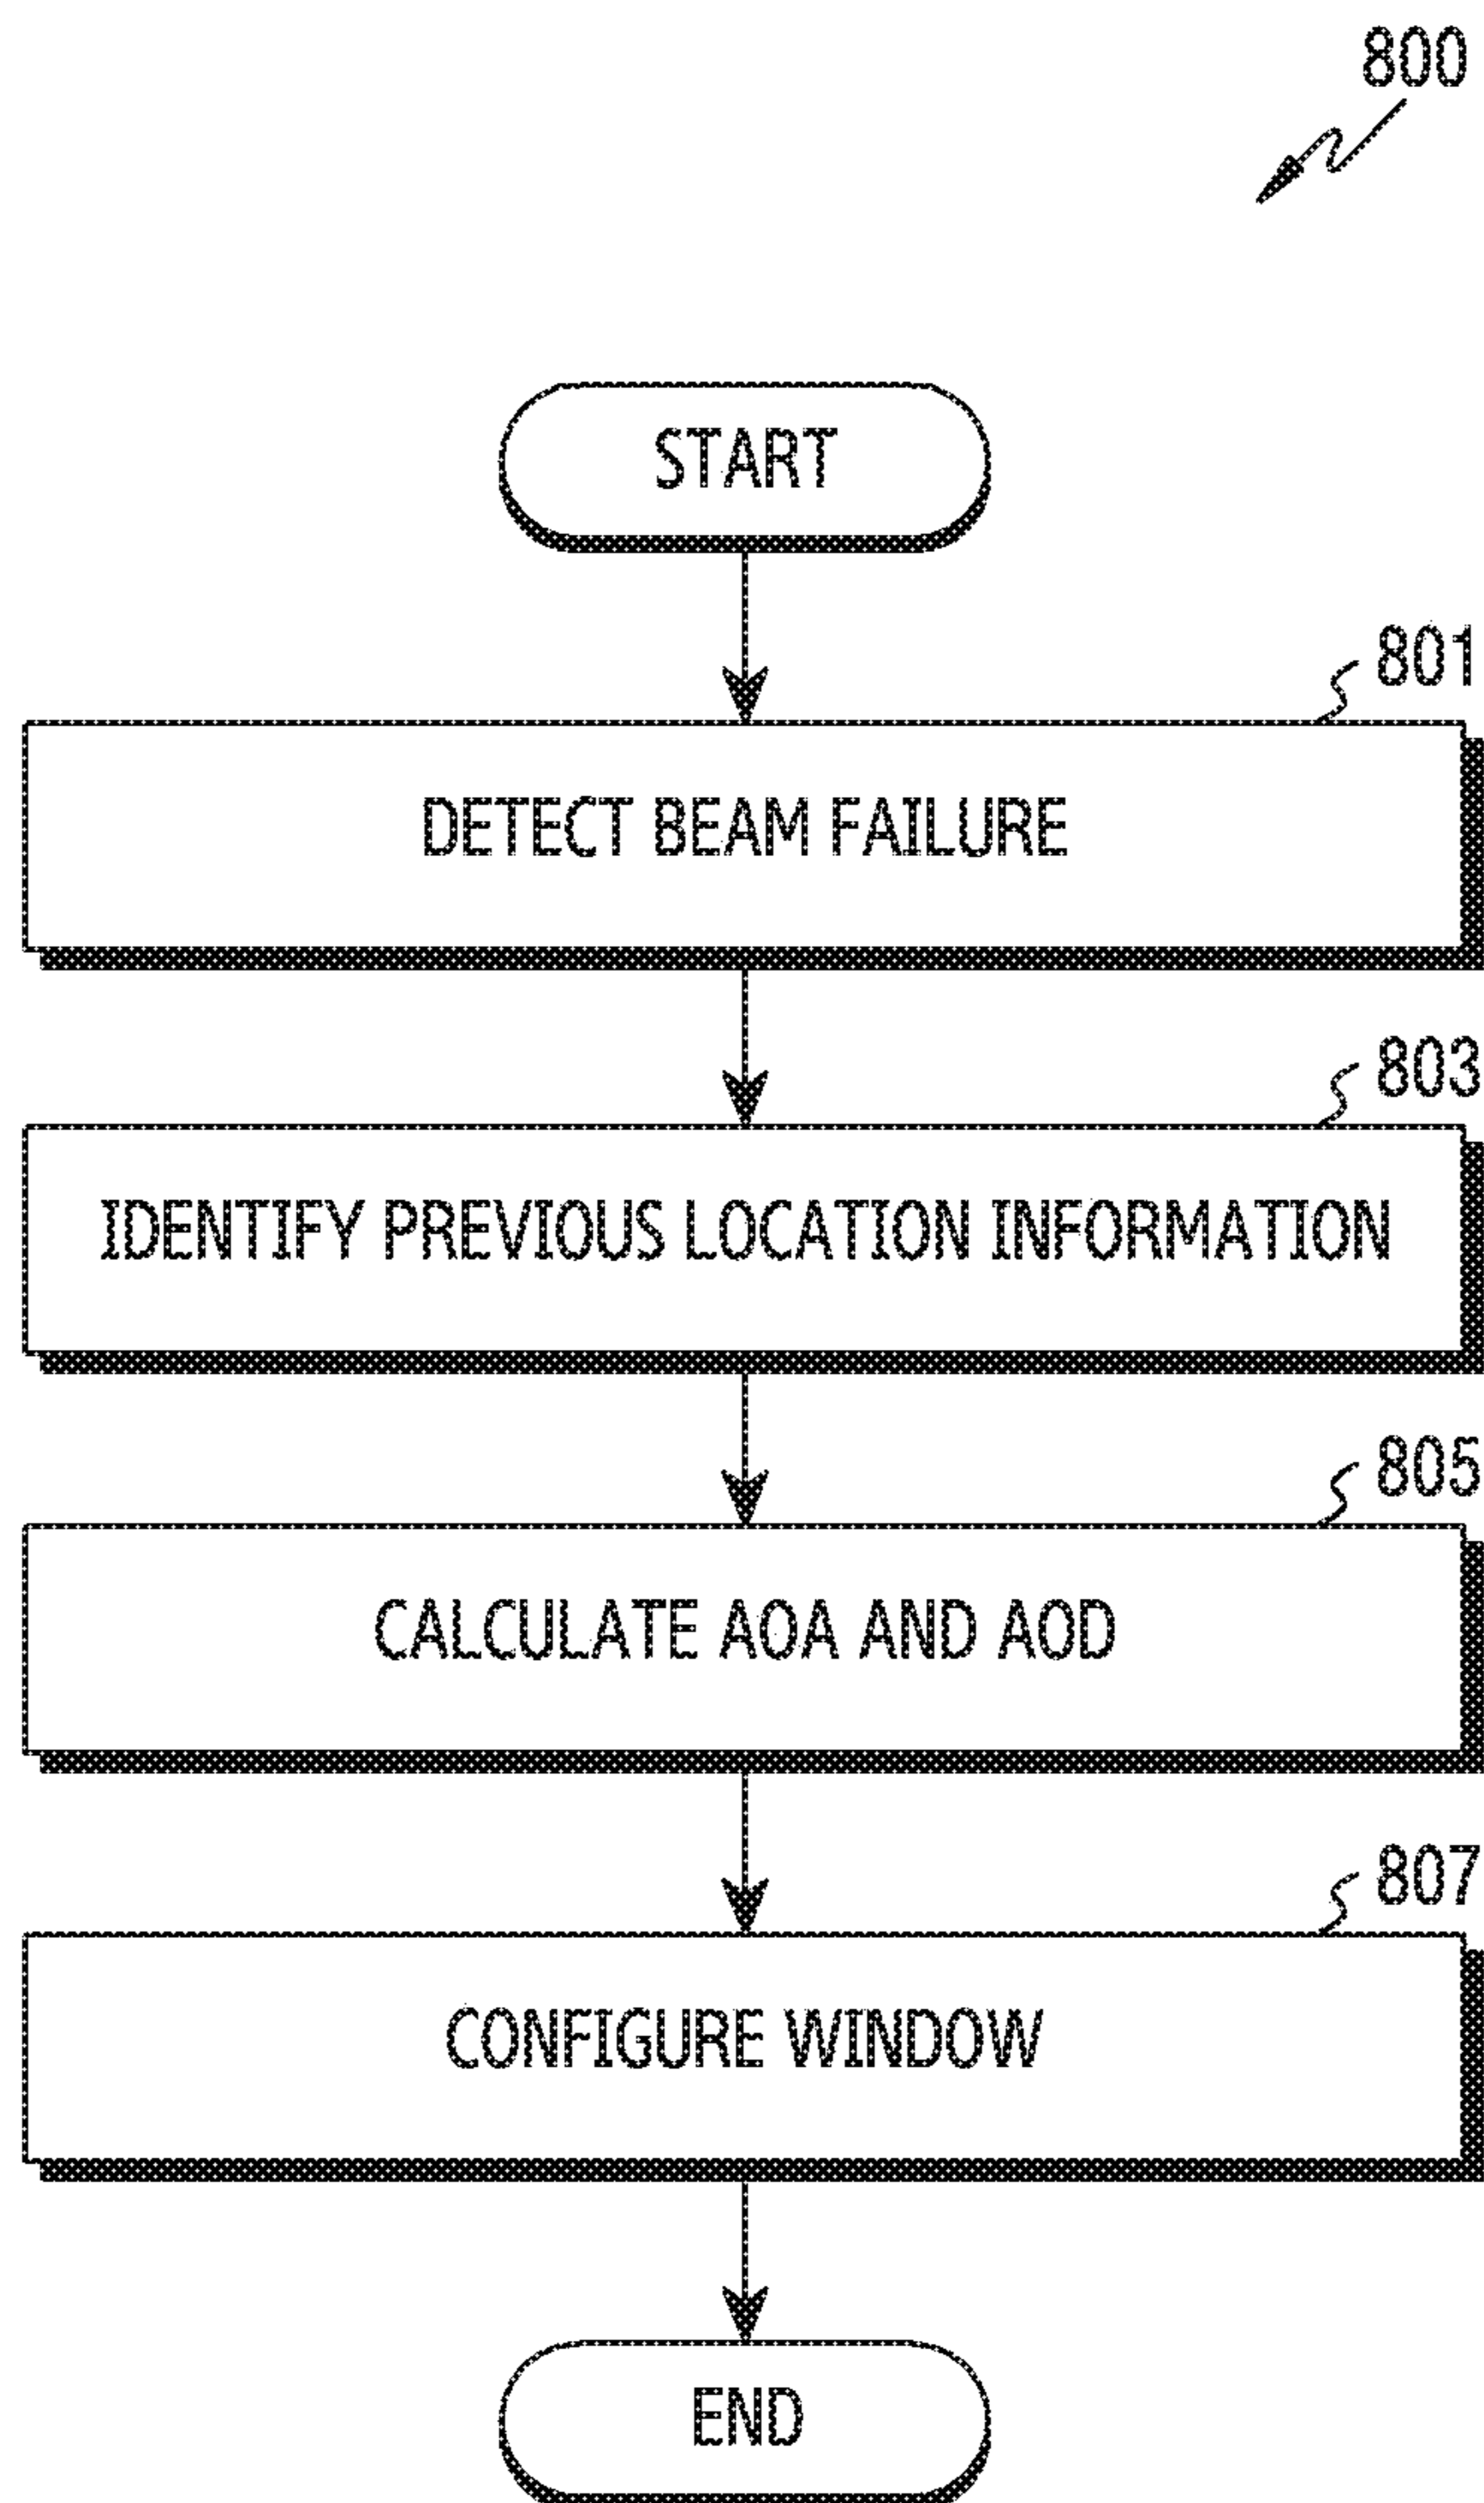 800
START
801
DETECT BEAM FAILURE
803
IDENTIFY PREVIOUS LOCATION INFORMATION
805
CALCULATE AOA AND AOD
807
CONFIGURE WINDOW
END